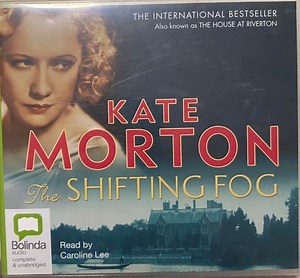 THE INTERNATIONAL BESTSELLER
Also known as THE HOUSE AT RIVERTON
KATE
MORTON
The SHIFTING FOG
Bolinda
audio
complete
& unabridged
Read by
Caroline Lee